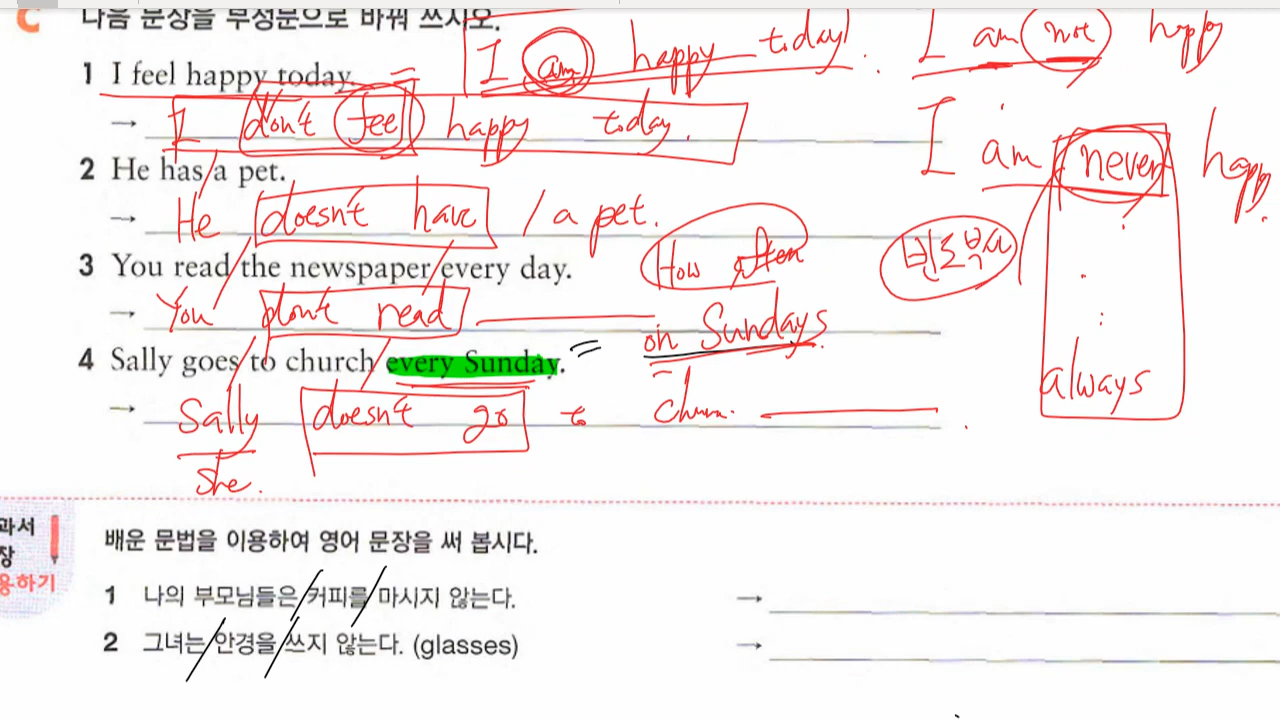 C 다음 문장을 부정문으로 바꿔 쓰시오.
I am happy today. I am not happy
1 I feel happy today. =
→ I don't feel happy today.
I am never happy.
2 He has a pet.
→ He doesn't have / a pet.
빈도부사
How often
3 You read the newspaper every day.
→ You don't read
on Sundays.
4 Sally goes to church every Sunday. =
always
→ Sally doesn't go to
she.
과서
장
용하기
배운 문법을 이용하여 영어 문장을 써 봅시다.
1 나의 부모님들은 커피를 마시지 않는다. →
2 그녀는 안경을 쓰지 않는다. (glasses) →